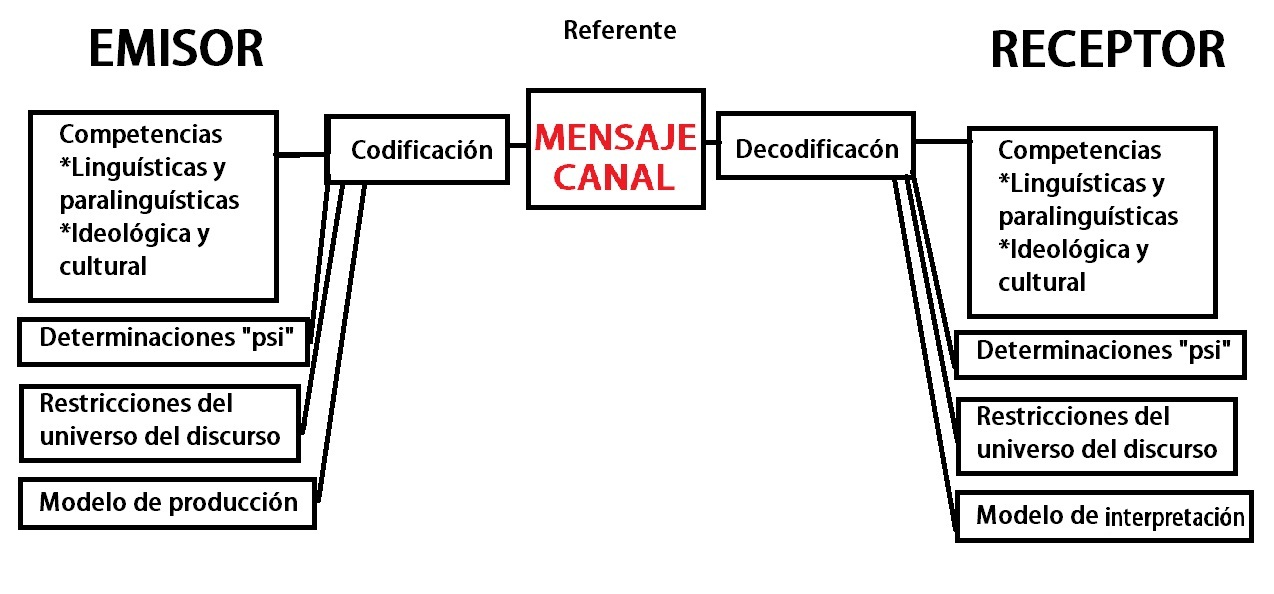 EMISOR
Referente
RECEPTOR
Competencias
*Linguísticas y
paralinguísticas
*Ideológica y
cultural
Determinaciones "psi"
Restricciones del
universo del discurso
Modelo de producción
Codificación
MENSAJE
CANAL
Decodificacón
Competencias
*Linguísticas y
paralinguísticas
*Ideológica y
cultural
Determinaciones "psi"
Restricciones del
universo del discurso
Modelo de interpretación